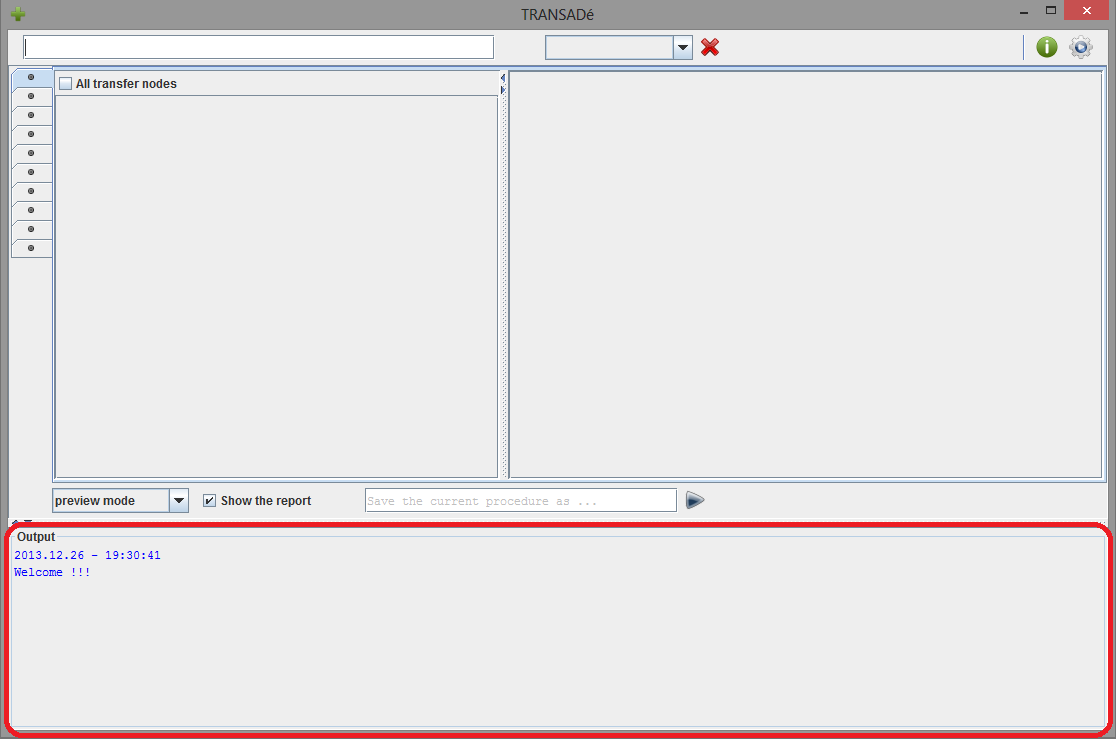 TRANSADé
All transfer nodes
preview mode
Show the report
Save the current procedure as ...
Output
2013.12.26 - 19:30:41
Welcome !!!